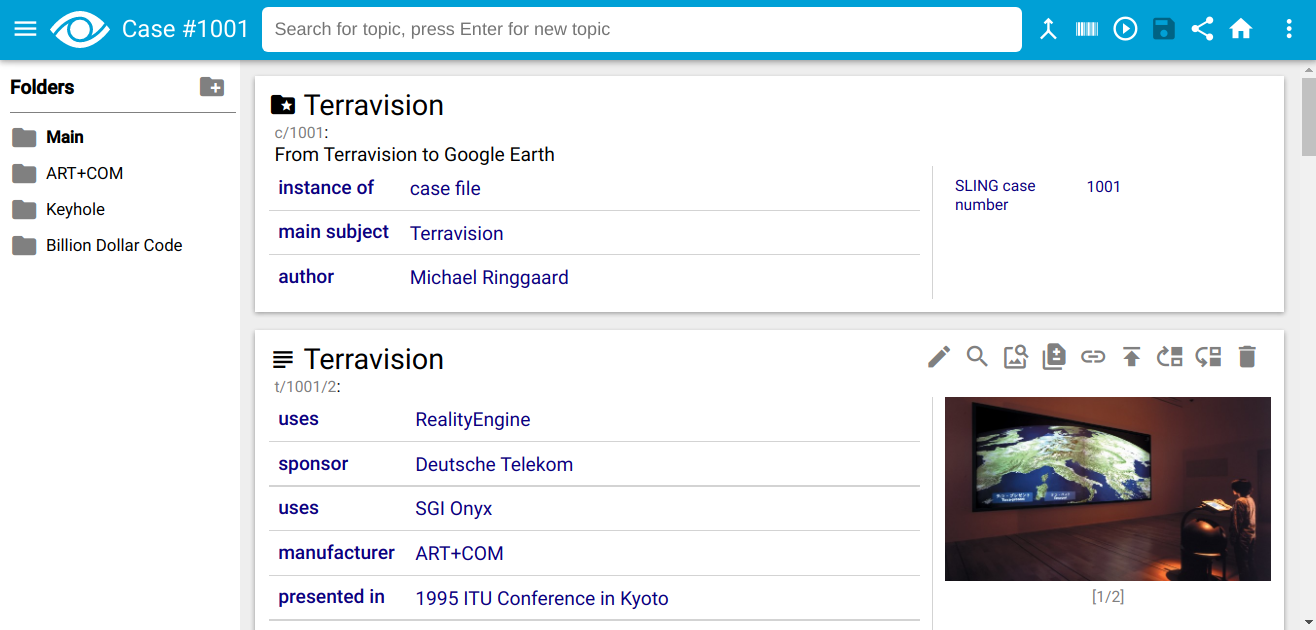 Case #1001
Search for topic, press Enter for new topic
Folders
Main
ART+COM
Keyhole
Billion Dollar Code
Terravision
c/1001:
From Terravision to Google Earth
instance of case file
main subject Terravision
author Michael Ringgaard
SLING case
number
1001
Terravision
t/1001/2:
uses RealityEngine
sponsor Deutsche Telekom
uses SGI Onyx
manufacturer ART+COM
presented in 1995 ITU Conference in Kyoto
[1/2]